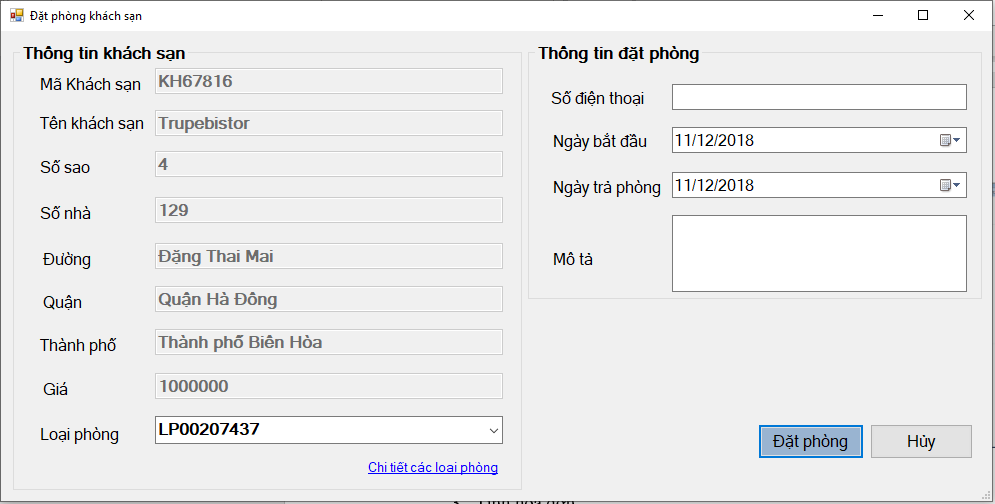 Đặt phòng khách sạn
Thông tin khách sạn
Mã Khách sạn KH67816
Tên khách sạn Trupebistor
Số sao 4
Số nhà 129
Đường Đặng Thai Mai
Quận Quận Hà Đông
Thành phố Thành phố Biên Hòa
Giá 1000000
Loại phòng LP00207437
Chi tiết các loại phòng
Thông tin đặt phòng
Số điện thoại
Ngày bắt đầu 11/12/2018
Ngày trả phòng 11/12/2018
Mô tả
Đặt phòng Hủy